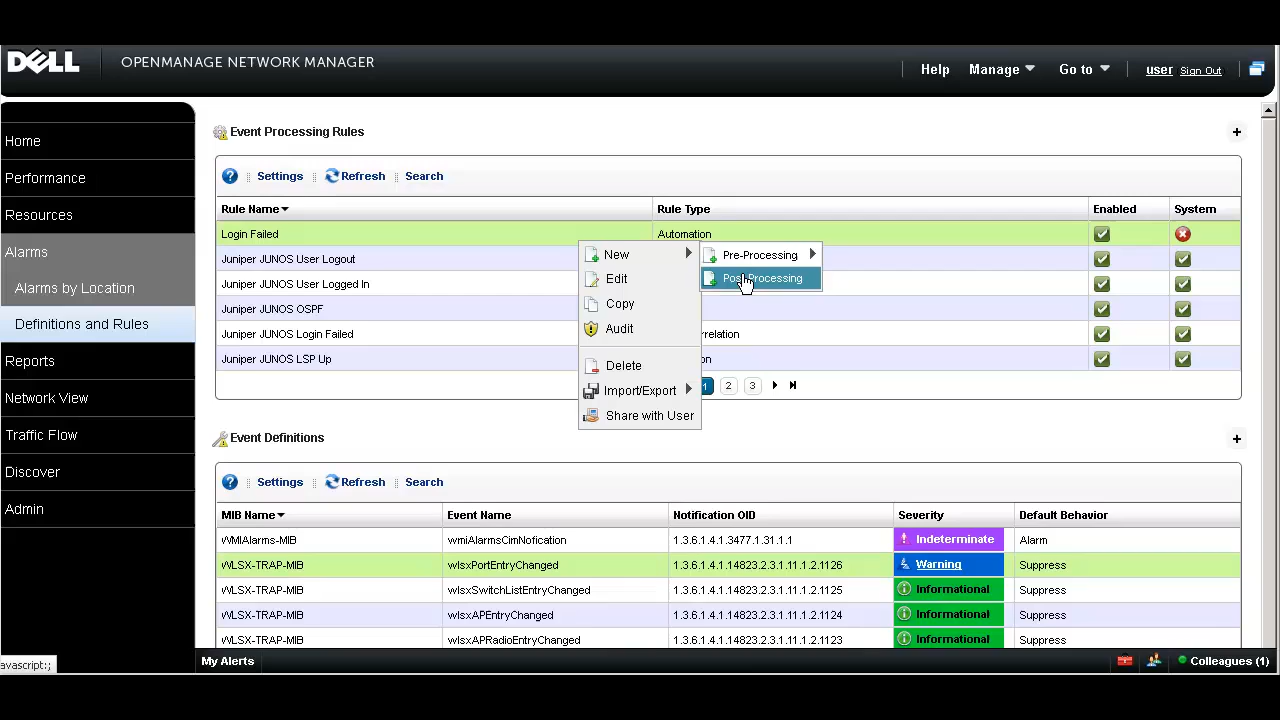 DELL
OPENMANAGE NETWORK MANAGER
Help Manage Go to user Sign Out
Home
Performance
Resources
Alarms
Alarms by Location
Definitions and Rules
Reports
Network View
Traffic Flow
Discover
Admin
Event Processing Rules
Settings Refresh Search
Rule Name Rule Type Enabled System
Login Failed Automation
Juniper JUNOS User Logout
Juniper JUNOS User Logged In
Juniper JUNOS OSPF
Juniper JUNOS Login Failed
Juniper JUNOS LSP Up
1 2 3
New
Edit
Copy
Audit
Delete
Import/Export
Share with User
Pre-Processing
Post-Processing
Event Definitions
Settings Refresh Search
MIB Name Event Name Notification OID Severity Default Behavior
WMIAlarms-MIB wmiAlarmsCimNofication 1.3.6.1.4.1.3477.1.31.1.1 Indeterminate Alarm
WLSX-TRAP-MIB wlsxPortEntryChanged 1.3.6.1.4.1.14823.2.3.1.11.1.2.1126 Warning Suppress
WLSX-TRAP-MIB wlsxSwitchListEntryChanged 1.3.6.1.4.1.14823.2.3.1.11.1.2.1125 Informational Suppress
WLSX-TRAP-MIB wlsxAPEntryChanged 1.3.6.1.4.1.14823.2.3.1.11.1.2.1124 Informational Suppress
WLSX-TRAP-MIB wlsxAPRadioEntryChanged 1.3.6.1.4.1.14823.2.3.1.11.1.2.1123 Informational Suppress
avascript:;
My Alerts Colleagues (1)